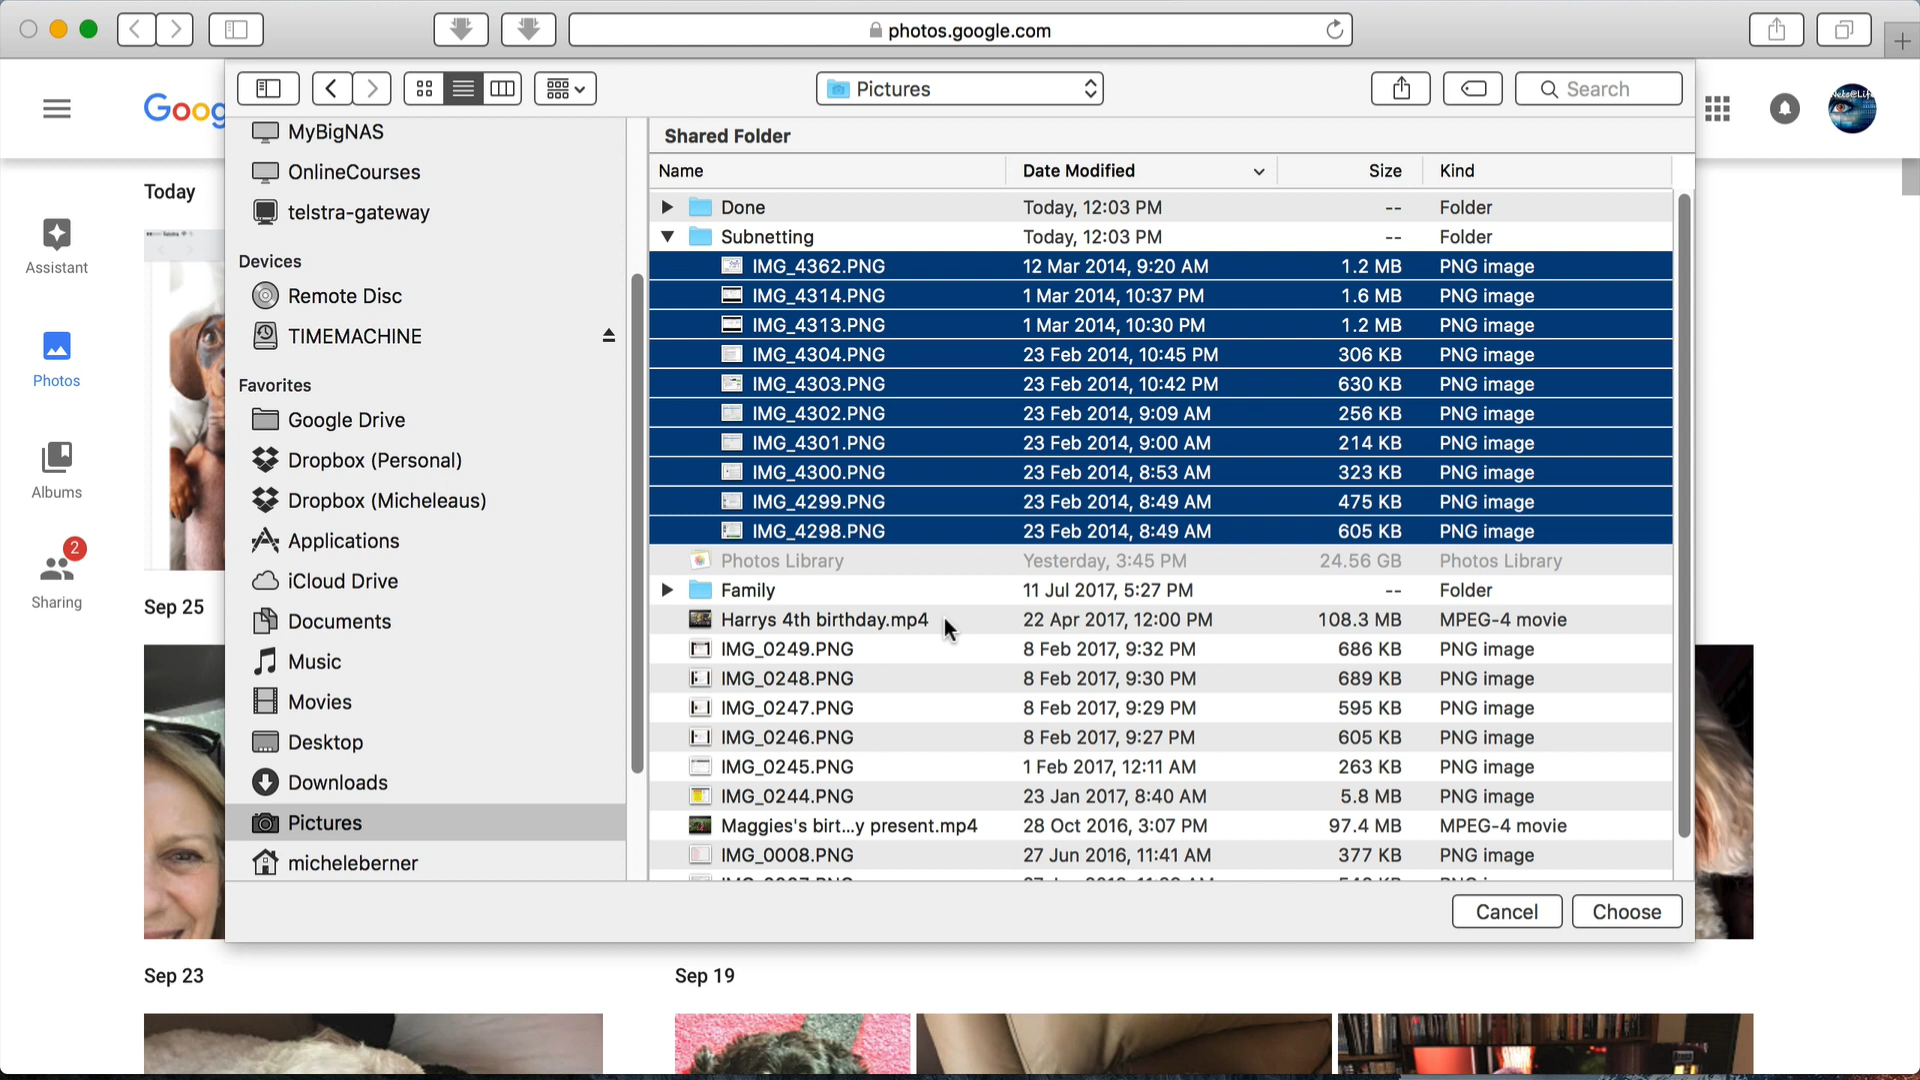 photos.google.com
Pictures
Search
Goog
MyBigNAS
OnlineCourses
telstra-gateway
Devices
Remote Disc
TIMEMACHINE
Favorites
Google Drive
Dropbox (Personal)
Dropbox (Micheleaus)
Applications
iCloud Drive
Documents
Music
Movies
Desktop
Downloads
Pictures
micheleberner
Shared Folder
Name Date Modified Size Kind
Done Today, 12:03 PM -- Folder
Subnetting Today, 12:03 PM -- Folder
IMG_4362.PNG 12 Mar 2014, 9:20 AM 1.2 MB PNG image
IMG_4314.PNG 1 Mar 2014, 10:37 PM 1.6 MB PNG image
IMG_4313.PNG 1 Mar 2014, 10:30 PM 1.2 MB PNG image
IMG_4304.PNG 23 Feb 2014, 10:45 PM 306 KB PNG image
IMG_4303.PNG 23 Feb 2014, 10:42 PM 630 KB PNG image
IMG_4302.PNG 23 Feb 2014, 9:09 AM 256 KB PNG image
IMG_4301.PNG 23 Feb 2014, 9:00 AM 214 KB PNG image
IMG_4300.PNG 23 Feb 2014, 8:53 AM 323 KB PNG image
IMG_4299.PNG 23 Feb 2014, 8:49 AM 475 KB PNG image
IMG_4298.PNG 23 Feb 2014, 8:49 AM 605 KB PNG image
Photos Library Yesterday, 3:45 PM 24.56 GB Photos Library
Family 11 Jul 2017, 5:27 PM -- Folder
Harrys 4th birthday.mp4 22 Apr 2017, 12:00 PM 108.3 MB MPEG-4 movie
IMG_0249.PNG 8 Feb 2017, 9:32 PM 686 KB PNG image
IMG_0248.PNG 8 Feb 2017, 9:30 PM 689 KB PNG image
IMG_0247.PNG 8 Feb 2017, 9:29 PM 595 KB PNG image
IMG_0246.PNG 8 Feb 2017, 9:27 PM 605 KB PNG image
IMG_0245.PNG 1 Feb 2017, 12:11 AM 263 KB PNG image
IMG_0244.PNG 23 Jan 2017, 8:40 AM 5.8 MB PNG image
Maggies's birt...y present.mp4 28 Oct 2016, 3:07 PM 97.4 MB MPEG-4 movie
IMG_0008.PNG 27 Jun 2016, 11:41 AM 377 KB PNG image
Cancel Choose
Assistant
Photos
Albums
2
Sharing
Today
Sep 25
Sep 23
Sep 19